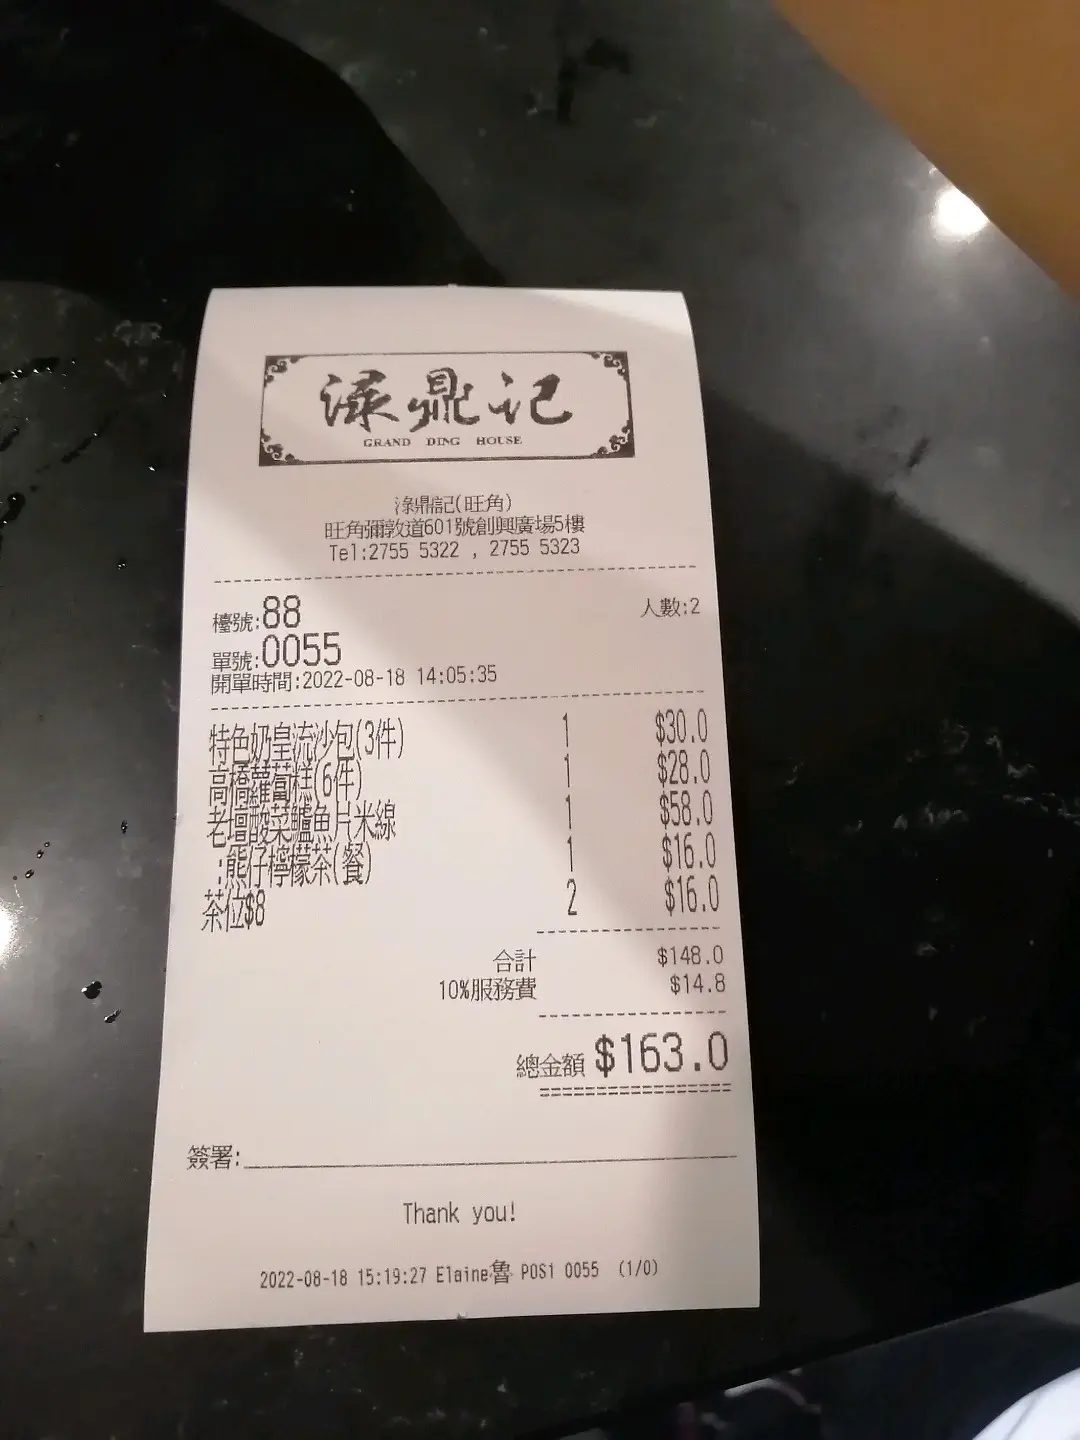 渌鼎记
GRAND DING HOUSE
淥鼎記(旺角)
旺角彌敦道601號創興廣場5樓
Tel:2755 5322 , 2755 5323
檯號:88 人數:2
單號:0055
開單時間:2022-08-18 14:05:35
特色奶皇流沙包(3件) 1 $30.0
高橋蘿蔔糕(6件) 1 $28.0
老壇酸菜鱸魚片米線 1 $58.0
:熊仔檸檬茶(餐) 1 $16.0
茶位$8 2 $16.0
合計 $148.0
10%服務費 $14.8
總金額 $163.0
簽署:
Thank you!
2022-08-18 15:19:27 Elaine魯 POS1 0055 (1/0)